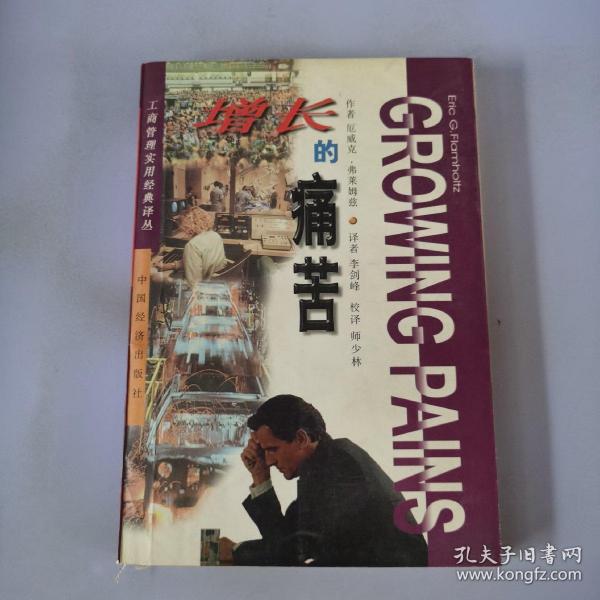 工商管理实用经典译丛
中国经济出版社
增长
的
痛苦
作者 厄威克·弗莱姆兹
译者 李剑峰 校译 师少林
Eric G.Flamholtz
GROWING PAINS
孔夫子旧书网
www.kongfz.com